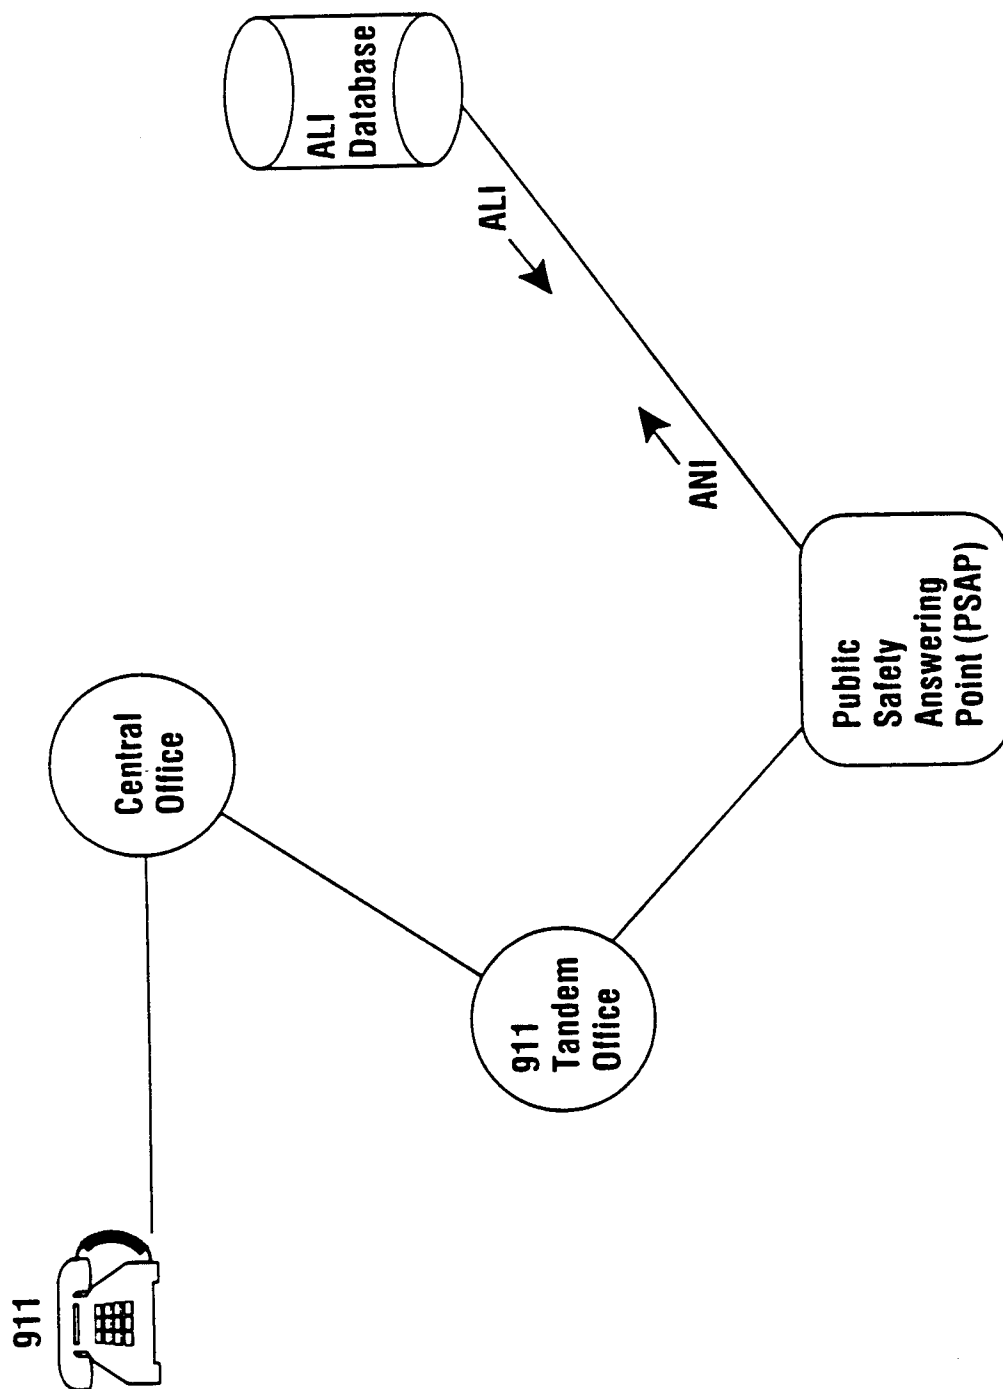 911
Central
Office
911
Tandem
Office
Public
Safety
Answering
Point (PSAP)
ANI
ALI
ALI
Database